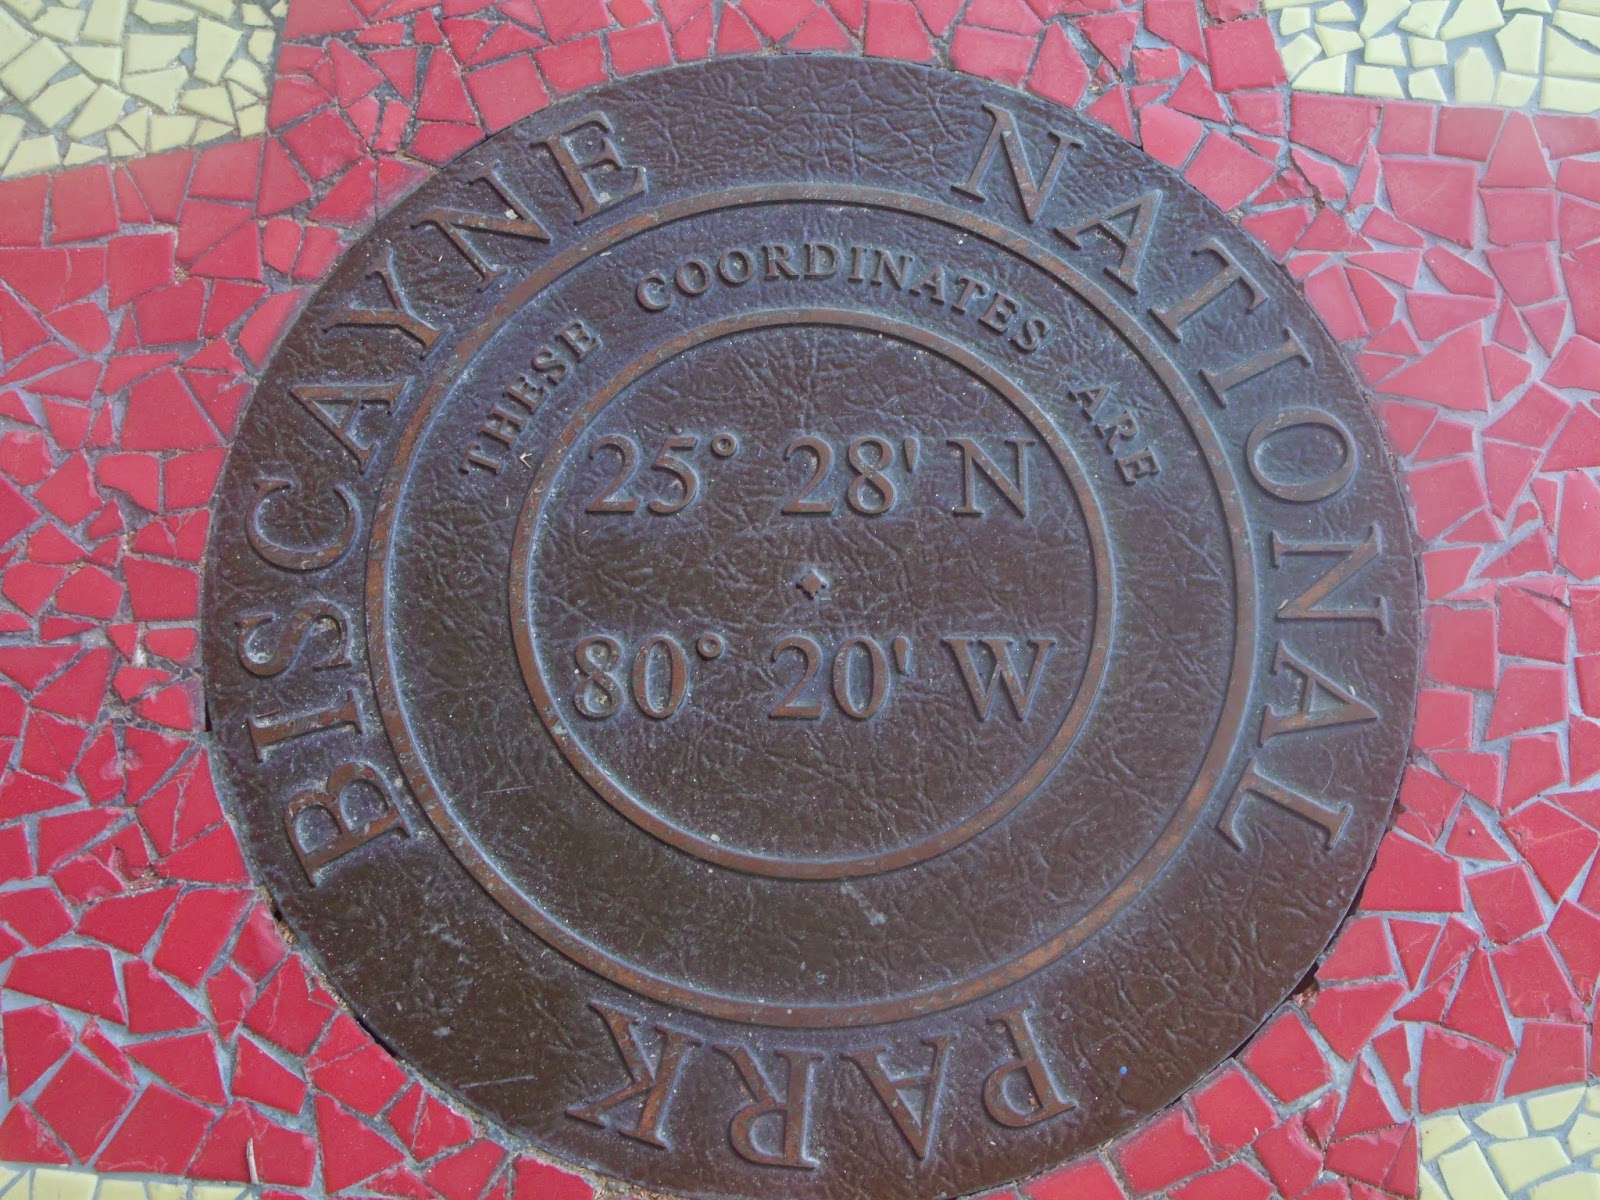 BISCAYNE NATIONAL PARK
THESE COORDINATES ARE
25° 28' N
80° 20' W